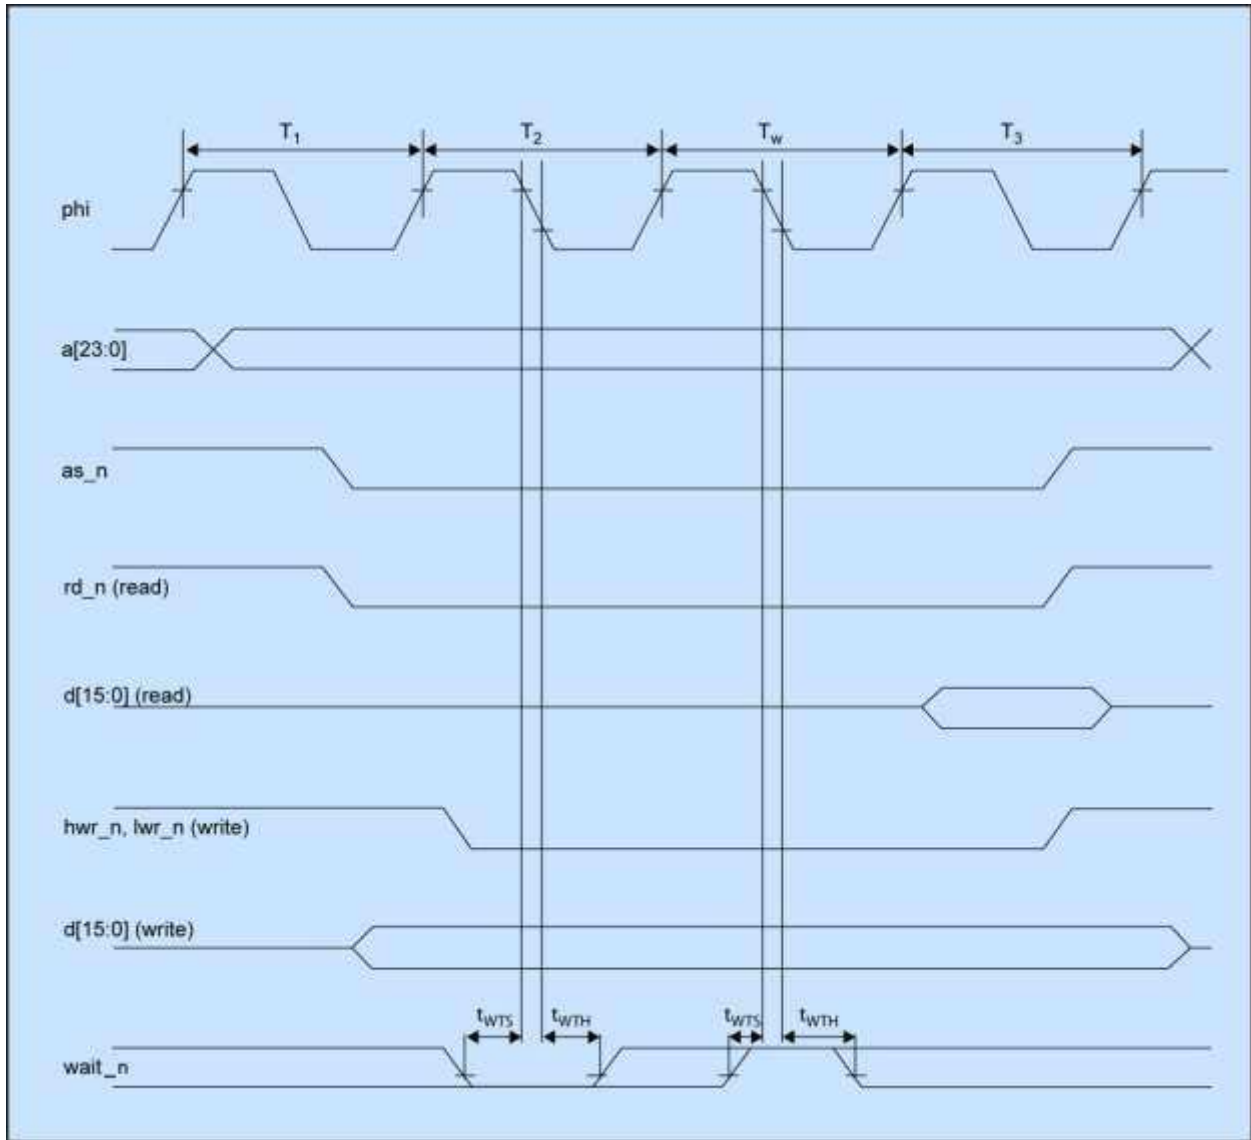 T1 T2 Tw T3
phi
a[23:0]
as_n
rd_n (read)
d[15:0] (read)
hwr_n, lwr_n (write)
d[15:0] (write)
tWTS tWTH tWTS tWTH
wait_n